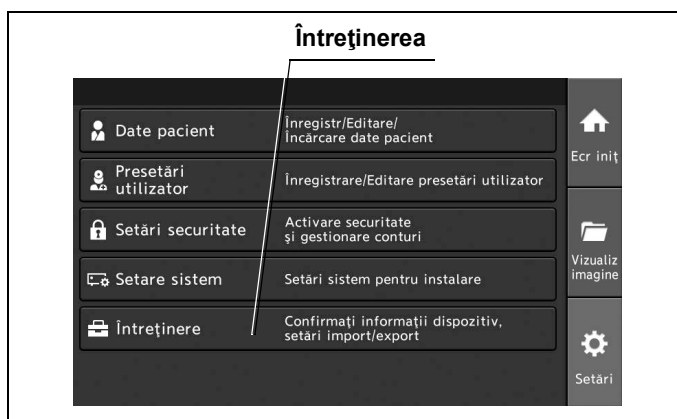 Întreţinerea
Date pacient
Înregistr/Editare/
Încărcare date pacient
Presetări
utilizator
Înregistrare/Editare presetări utilizator
Setări securitate
Activare securitate
şi gestionare conturi
Setare sistem
Setări sistem pentru instalare
Întreţinere
Confirmaţi informaţii dispozitiv,
setări import/export
Ecr iniţ
Vizualiz
imagine
Setări